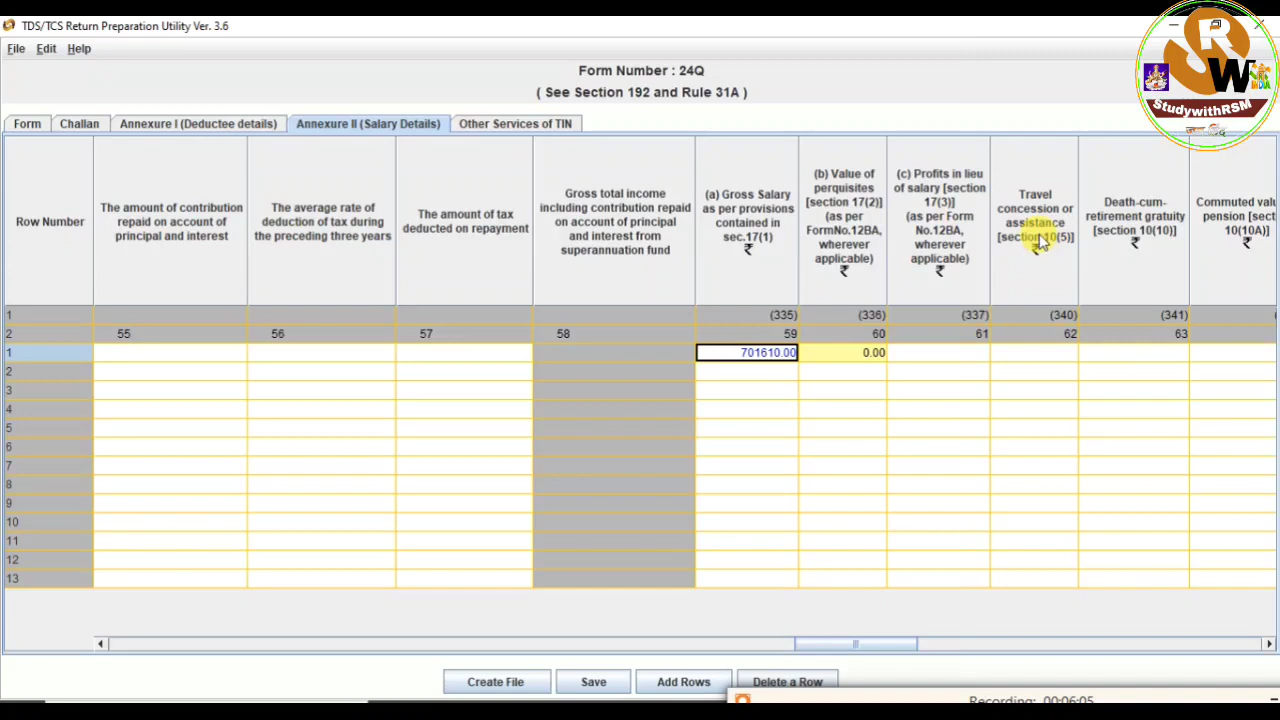 TDS/TCS Return Preparation Utility Ver. 3.6
File Edit Help
Form Number : 24Q
( See Section 192 and Rule 31A )
Form Challan Annexure I (Deductee details) Annexure II (Salary Details) Other Services of TIN
Row Number
The amount of contribution
repaid on account of
principal and interest
The average rate of
deduction of tax during
the preceding three years
The amount of tax
deducted on repayment
Gross total income
including contribution repaid
on account of principal
and interest from
superannuation fund
(a) Gross Salary
as per provisions
contained in
sec.17(1)
₹
(b) Value of
perquisites
[section 17(2)]
(as per
FormNo.12BA,
wherever
applicable)
₹
(c) Profits in lieu
of salary [section
17(3)]
(as per Form
No.12BA,
wherever
applicable)
₹
Travel
concession or
assistance
[section 10(5)]
₹
Death-cum-
retirement gratuity
[section 10(10)]
₹
Commuted valu
pension [sect
10(10A)]
₹
1 (335) (336) (337) (340) (341) (
2 55 56 57 58 59 60 61 62 63
1 701610.00 0.00
2
3
4
5
6
7
8
9
10
11
12
13
Create File Save Add Rows Delete a Row
Recording: 00:06:05
SRW
INDIA
StudywithRSM